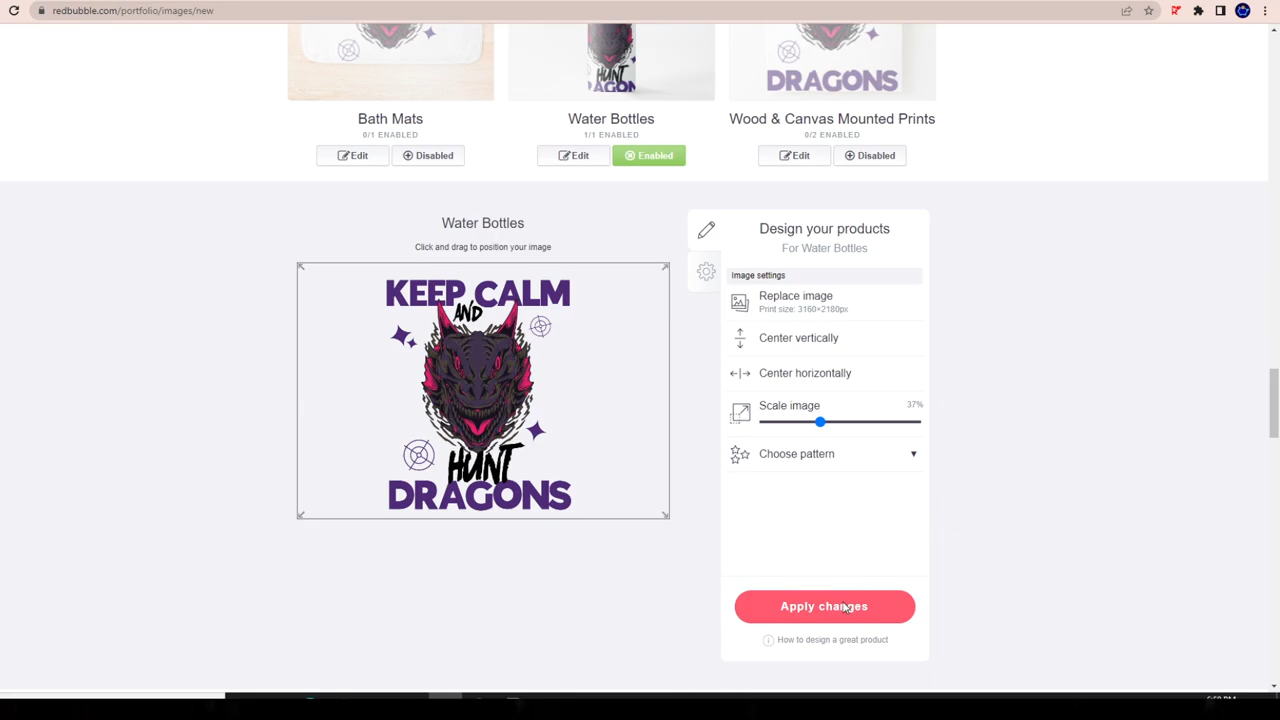 redbubble.com/portfolio/images/new
HUNT
DRAGONS
Bath Mats
0/1 ENABLED
Edit
Disabled
Water Bottles
1/1 ENABLED
Edit
Enabled
Wood & Canvas Mounted Prints
0/2 ENABLED
Edit
Disabled
Water Bottles
Click and drag to position your image
KEEP CALM
AND
HUNT
DRAGONS
Design your products
For Water Bottles
Image settings
Replace image
Print size: 3160×2180px
Center vertically
Center horizontally
Scale image 37%
Choose pattern ▼
Apply changes
How to design a great product